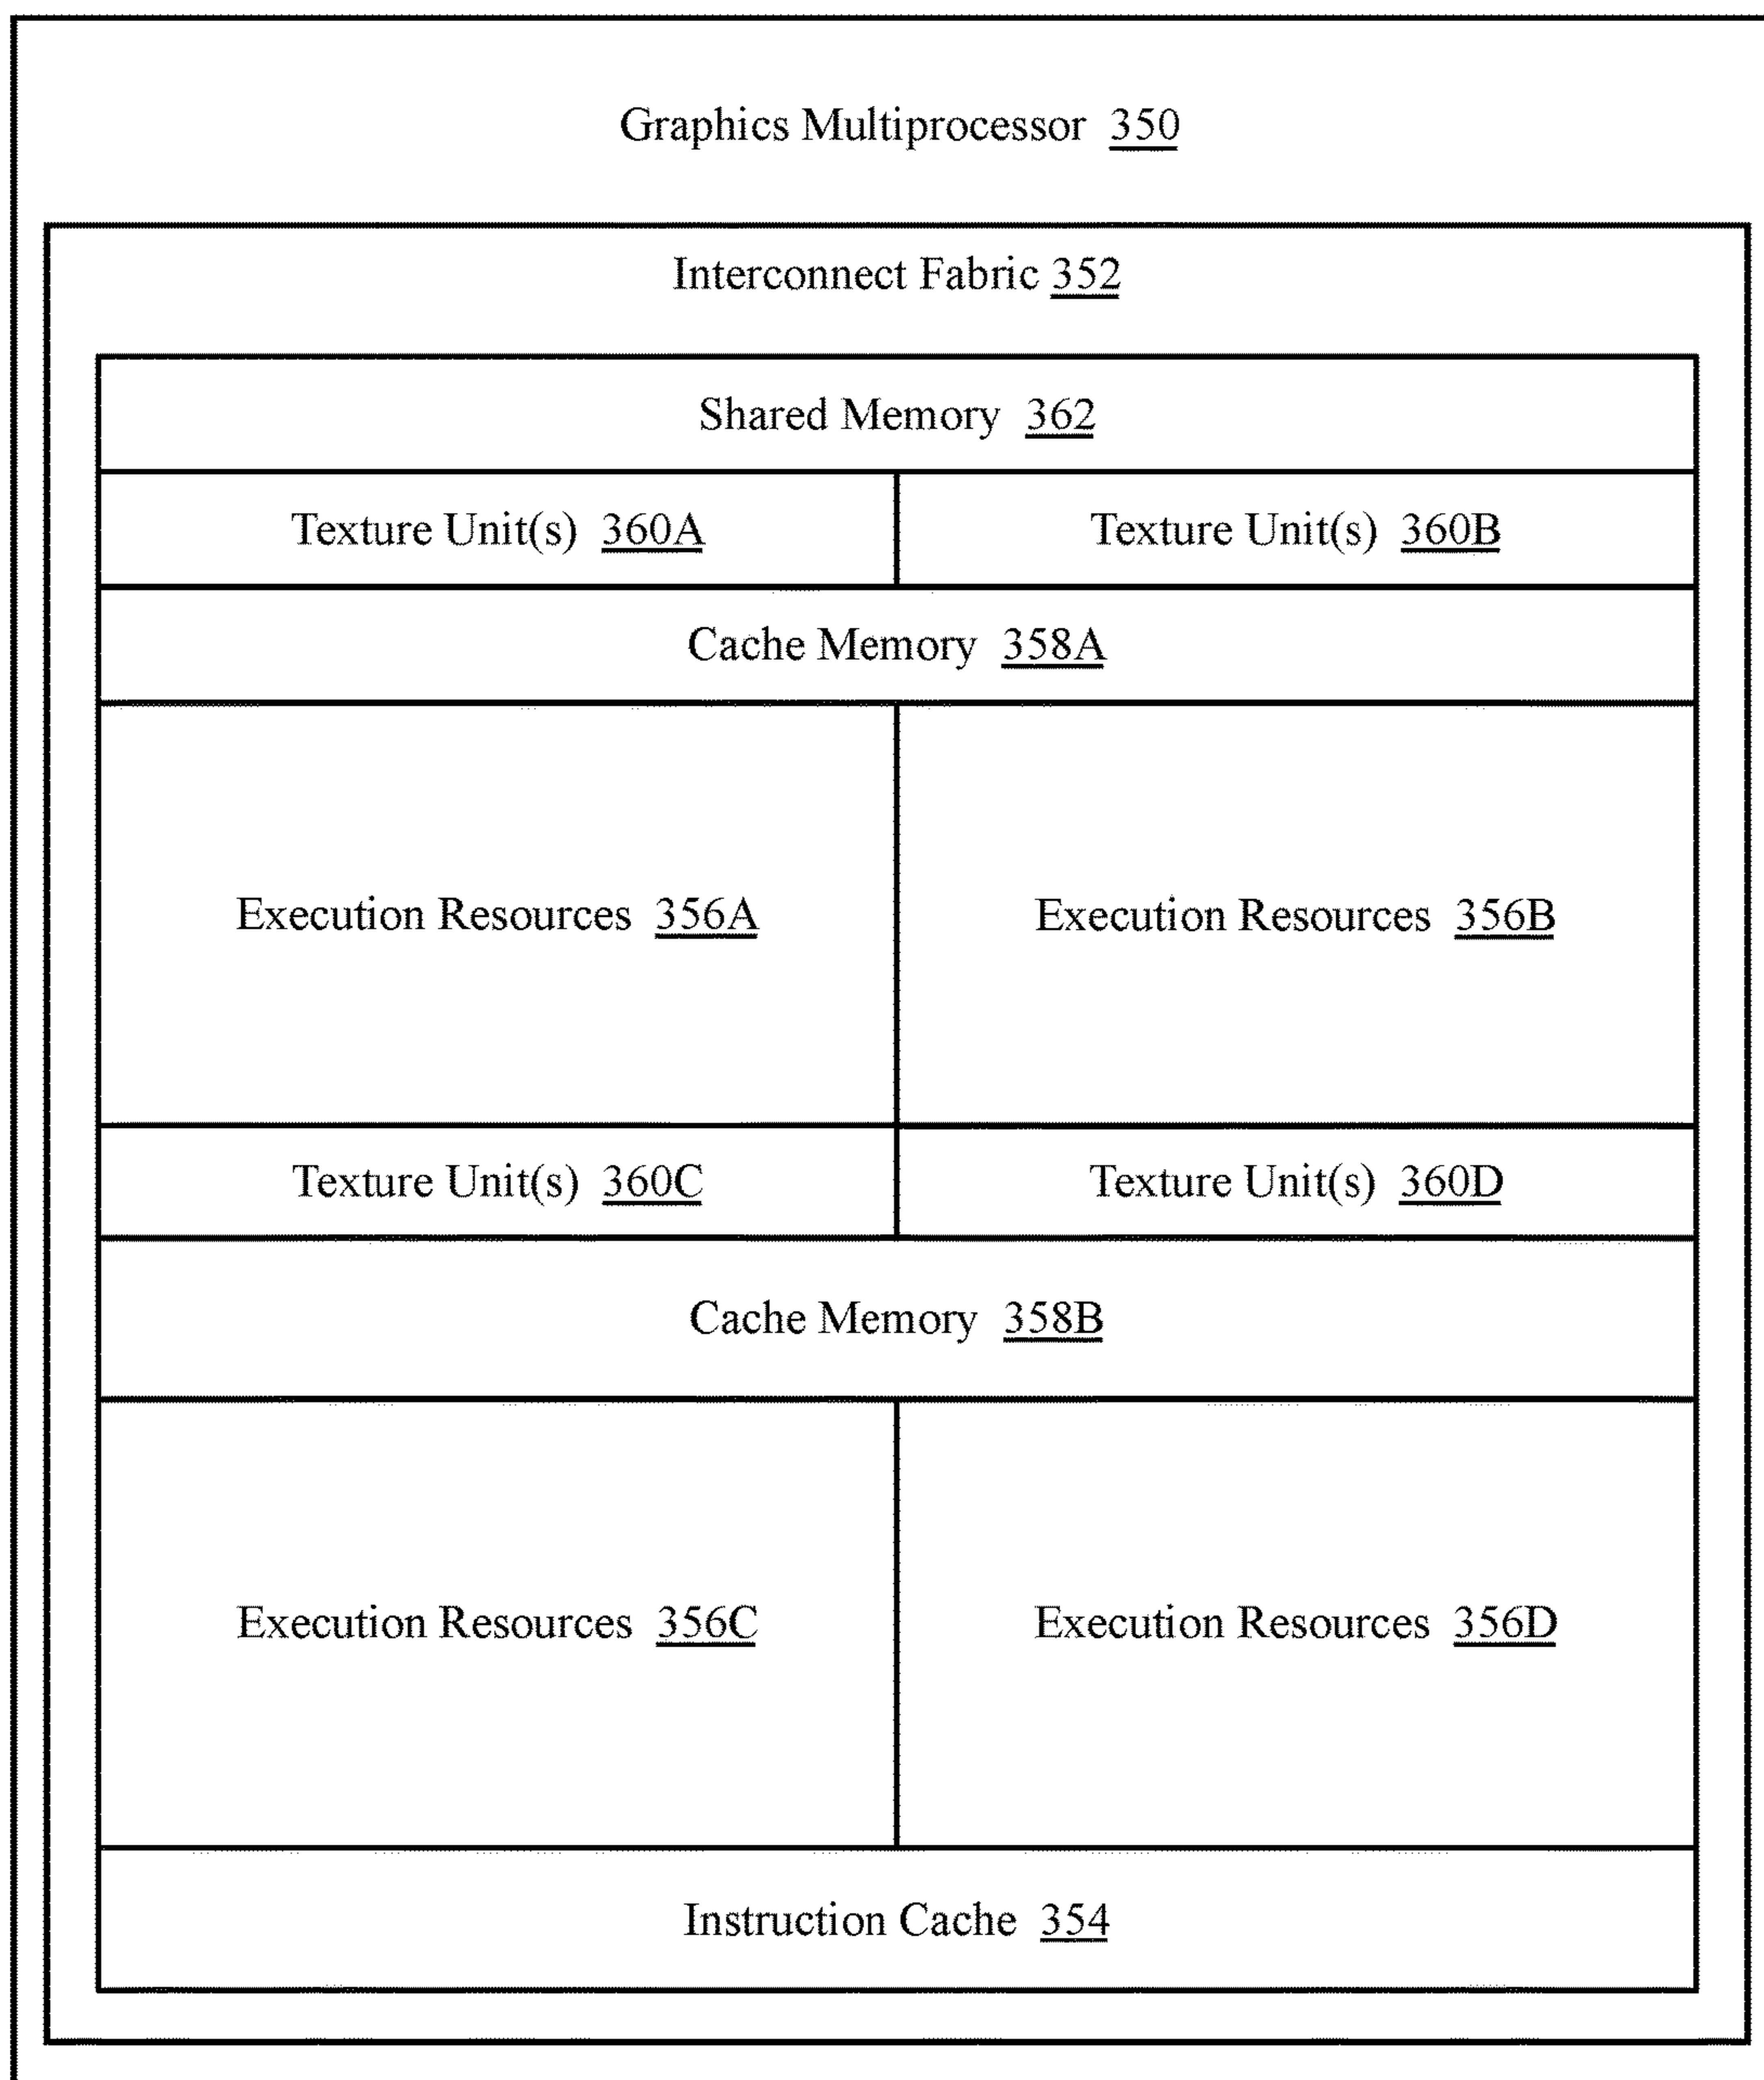 Graphics Multiprocessor 350
Interconnect Fabric 352
Shared Memory 362
Texture Unit(s) 360A
Texture Unit(s) 360B
Cache Memory 358A
Execution Resources 356A
Execution Resources 356B
Texture Unit(s) 360C
Texture Unit(s) 360D
Cache Memory 358B
Execution Resources 356C
Execution Resources 356D
Instruction Cache 354